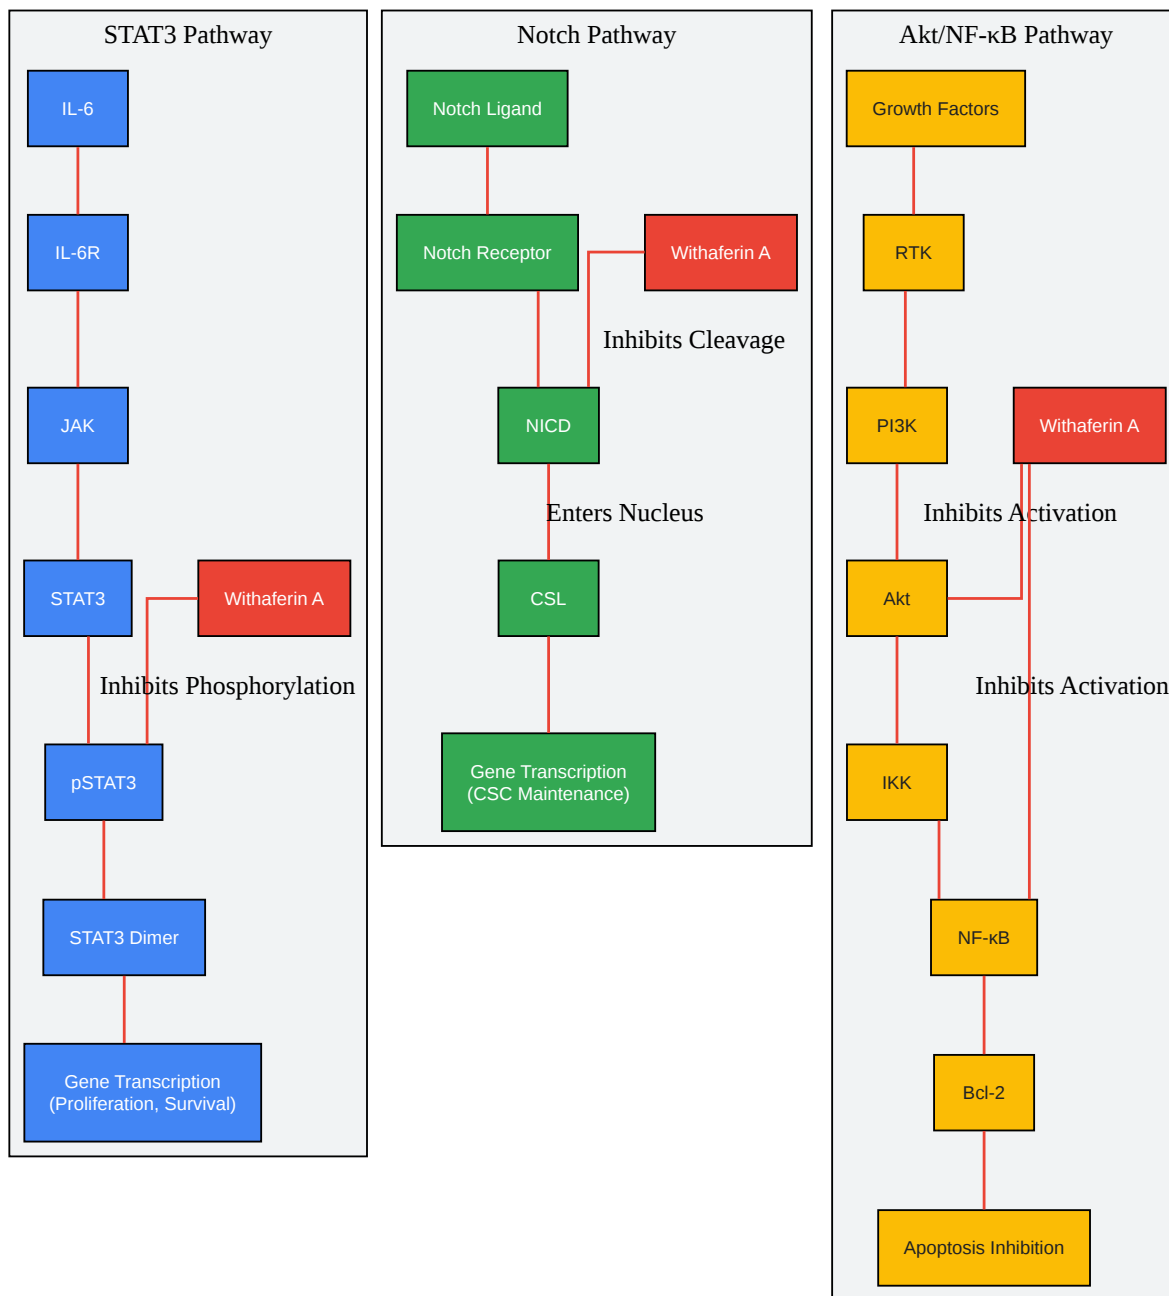 STAT3 Pathway
IL-6
IL-6R
JAK
STAT3
Withaferin A
Inhibits Phosphorylation
pSTAT3
STAT3 Dimer
Gene Transcription
(Proliferation, Survival)
Notch Pathway
Notch Ligand
Notch Receptor
Withaferin A
Inhibits Cleavage
NICD
Enters Nucleus
CSL
Gene Transcription
(CSC Maintenance)
Akt/NF-κB Pathway
Growth Factors
RTK
PI3K
Withaferin A
Inhibits Activation
Akt
Inhibits Activation
IKK
NF-κB
Bcl-2
Apoptosis Inhibition